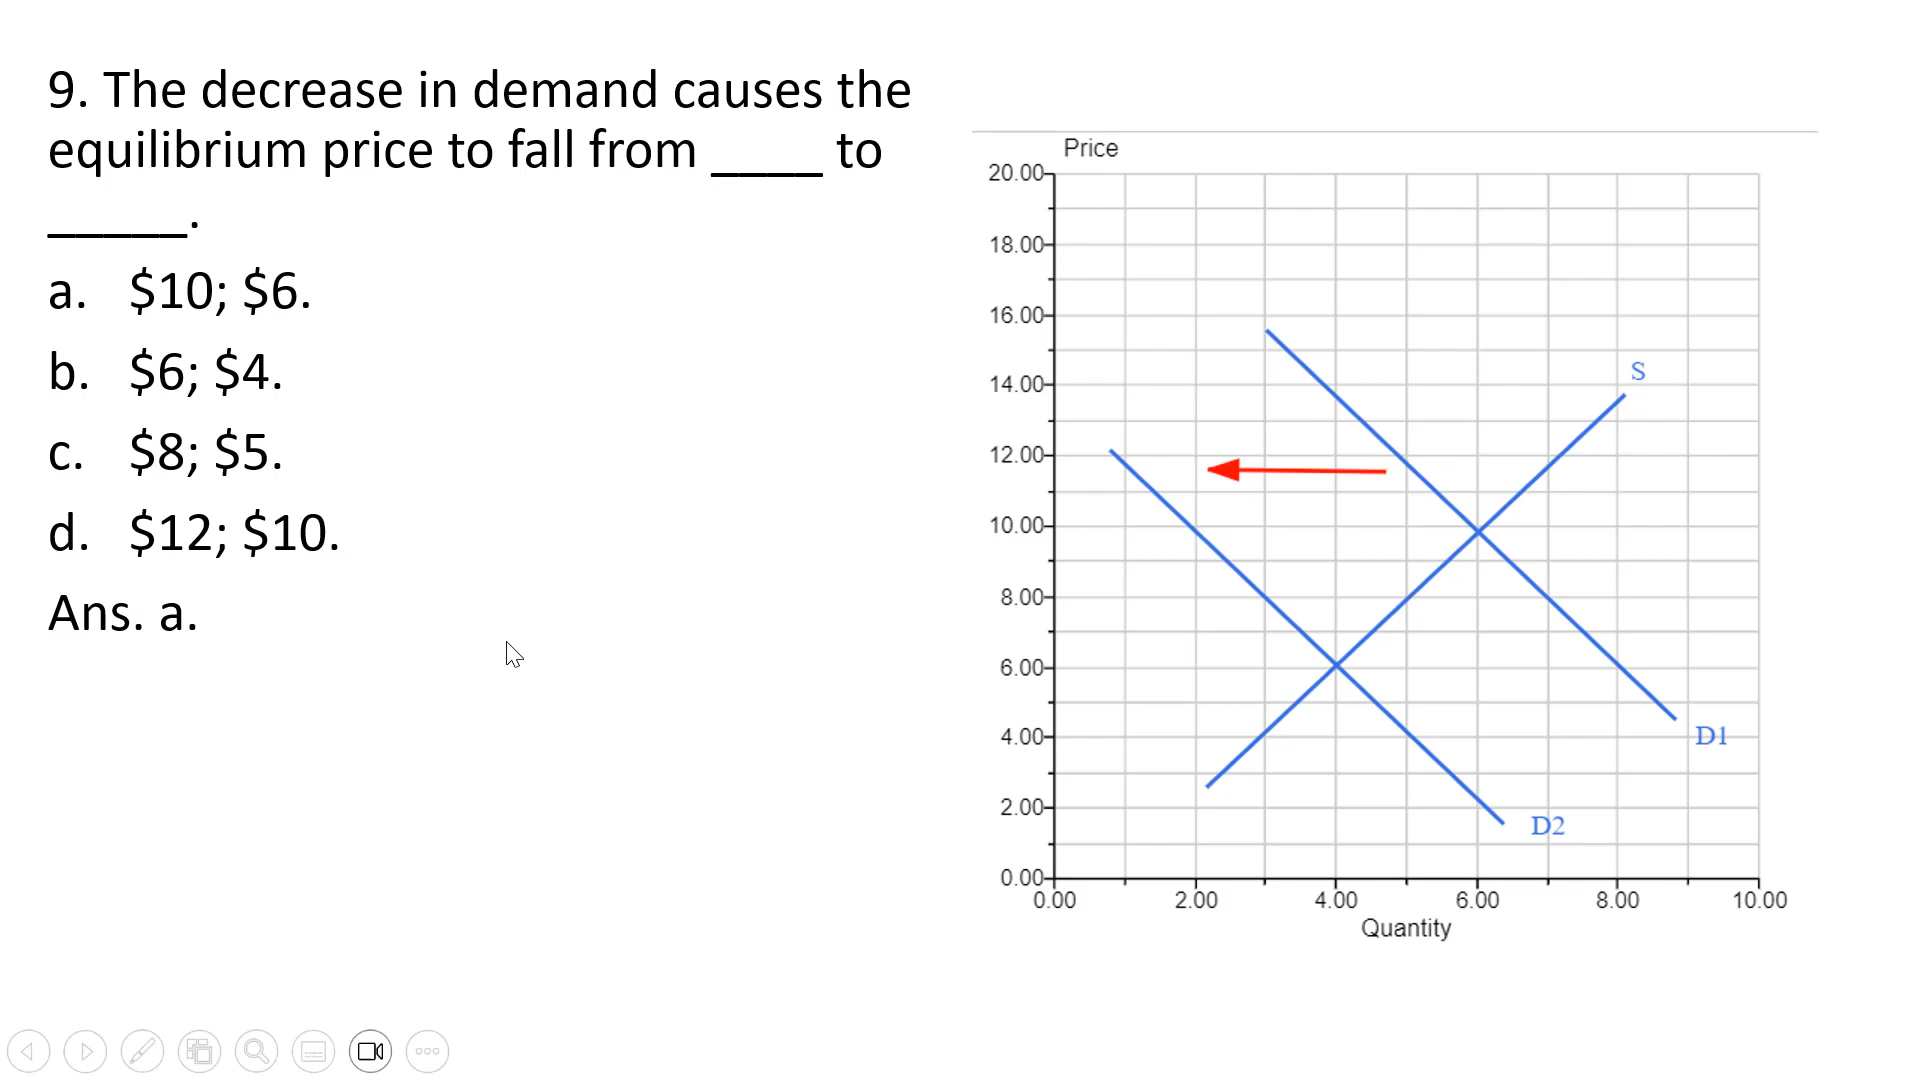 9. The decrease in demand causes the
equilibrium price to fall from ____ to
_____.
a. $10; $6.
b. $6; $4.
c. $8; $5.
d. $12; $10.
Ans. a.
Price
20.00
18.00
16.00
14.00
12.00
10.00
8.00
6.00
4.00
2.00
0.00
S
D1
D2
0.00 2.00 4.00 6.00 8.00 10.00
Quantity